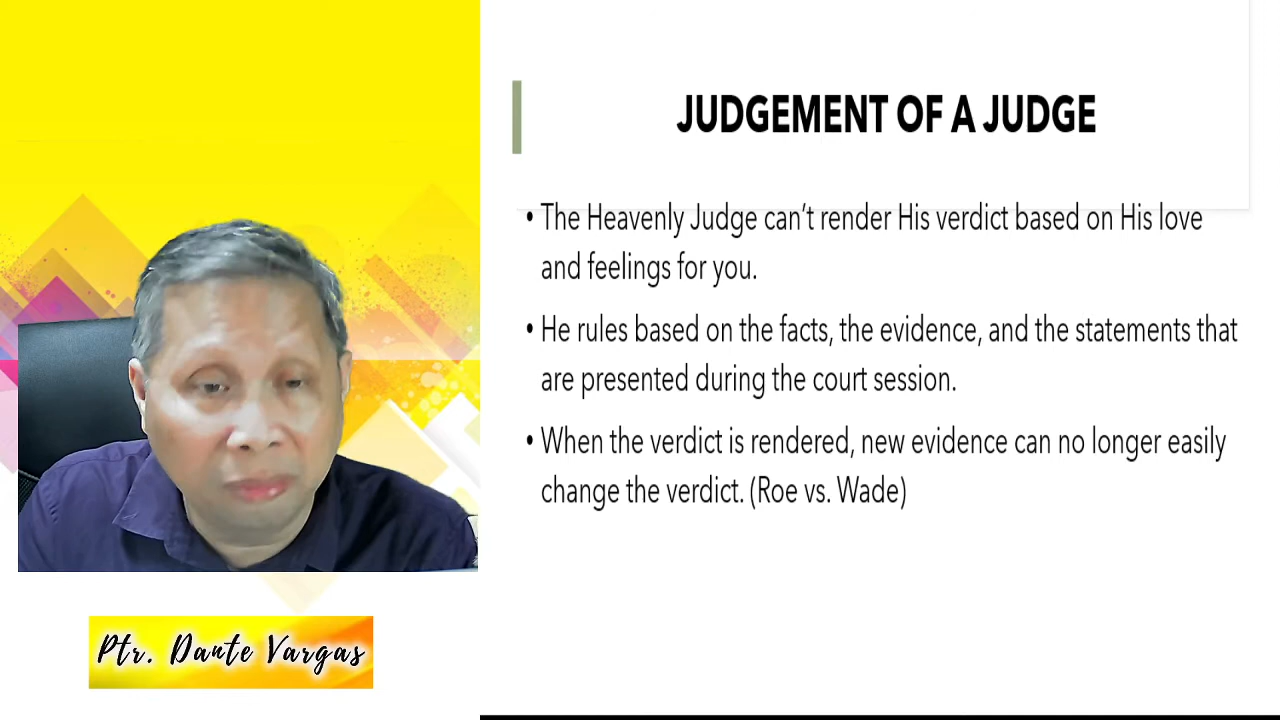 JUDGEMENT OF A JUDGE
• The Heavenly Judge can’t render His verdict based on His love
and feelings for you.
• He rules based on the facts, the evidence, and the statements that
are presented during the court session.
• When the verdict is rendered, new evidence can no longer easily
change the verdict. (Roe vs. Wade)
Ptr. Dante Vargas